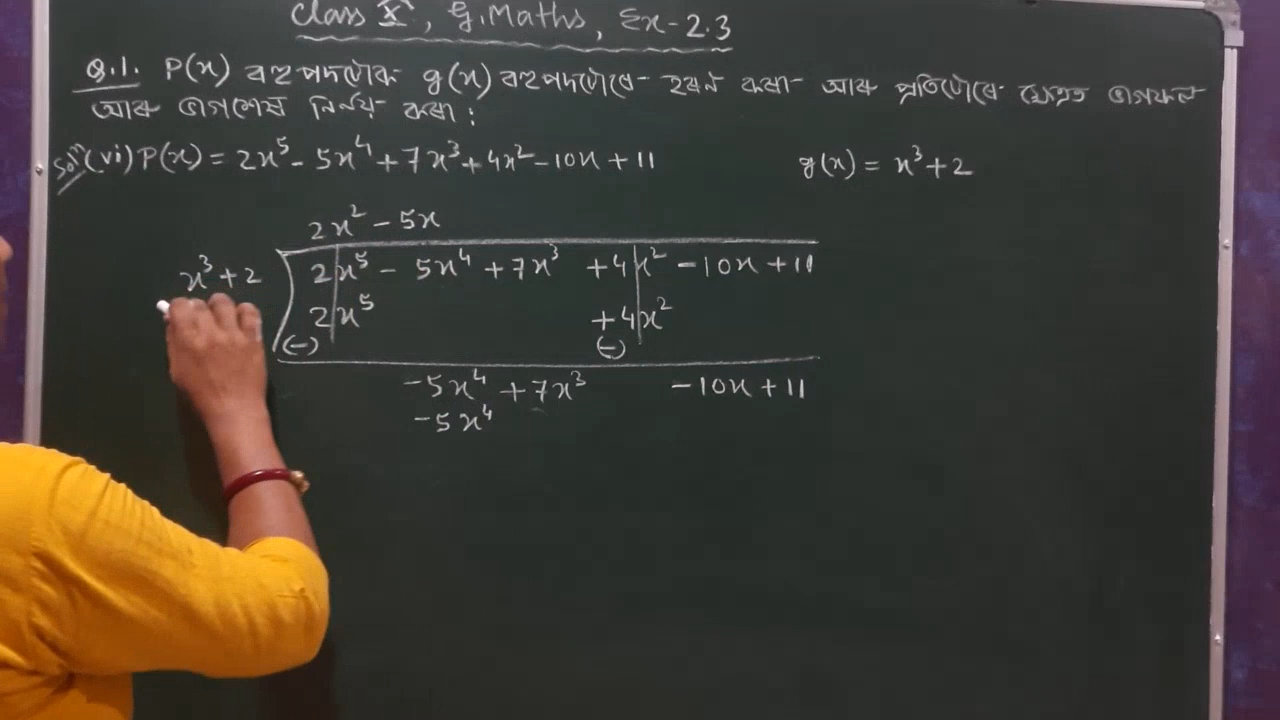 Class X, G.Maths, Ex-2.3
Q.1. P(x) বহুপদটোক g(x) বহুপদটোৰে হৰণ কৰা আৰু প্ৰতিটোৰে ক্ষেত্ৰত ভাগফল
আৰু ভাগশেষ নিৰ্ণয় কৰা :
Solⁿ (vi) P(x) = 2x⁵ - 5x⁴ + 7x³ + 4x² - 10x + 11 g(x) = x³ + 2
2x² - 5x
x³ + 2 2x⁵ - 5x⁴ + 7x³ + 4x² - 10x + 11
2x⁵ + 4x²
(-) (-)
-5x⁴ + 7x³ - 10x + 11
-5x⁴